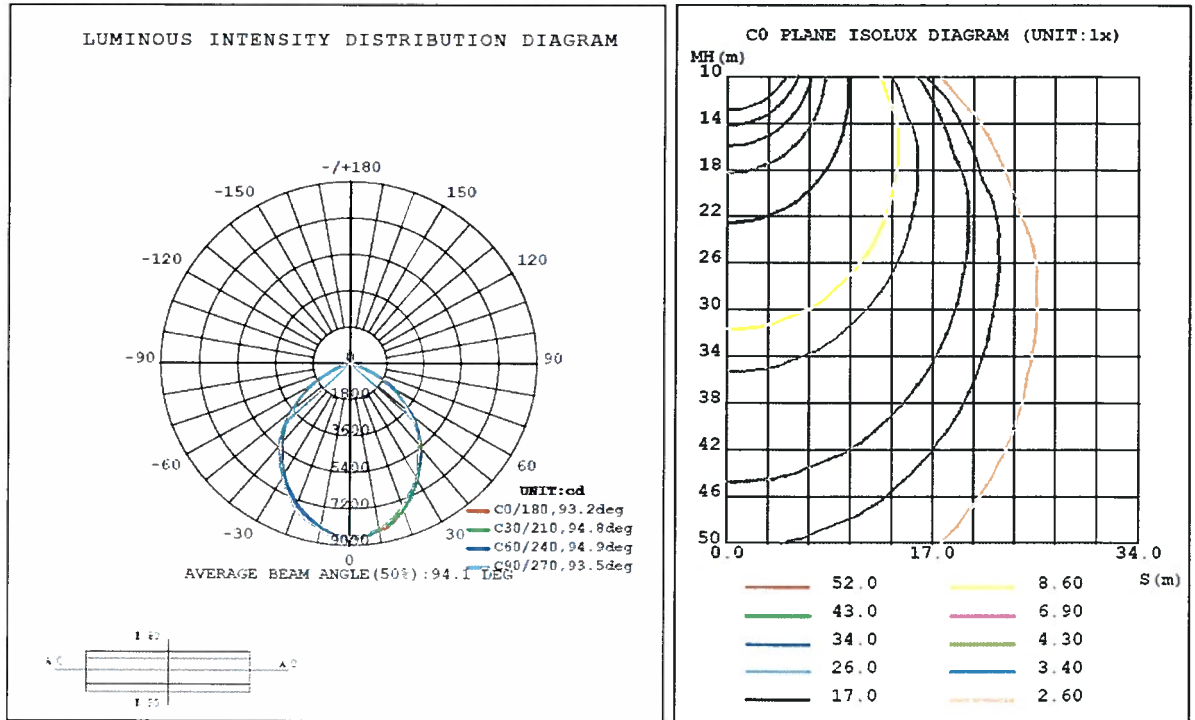 LUMINOUS INTENSITY DISTRIBUTION DIAGRAM
-/+180
-150 150
-120 120
-90 90
-60 60
-30 30
0
0
1800
3600
5400
7200
9000
UNIT:cd
C0/180,93.2deg
C30/210,94.8deg
C60/240,94.9deg
C90/270,93.5deg
AVERAGE BEAM ANGLE(50%):94.1 DEG
C0 PLANE ISOLUX DIAGRAM (UNIT:lx)
MH(m)
10
14
18
22
26
30
34
38
42
46
50
0.0 17.0 34.0
S(m)
52.0 8.60
43.0 6.90
34.0 4.30
26.0 3.40
17.0 2.60